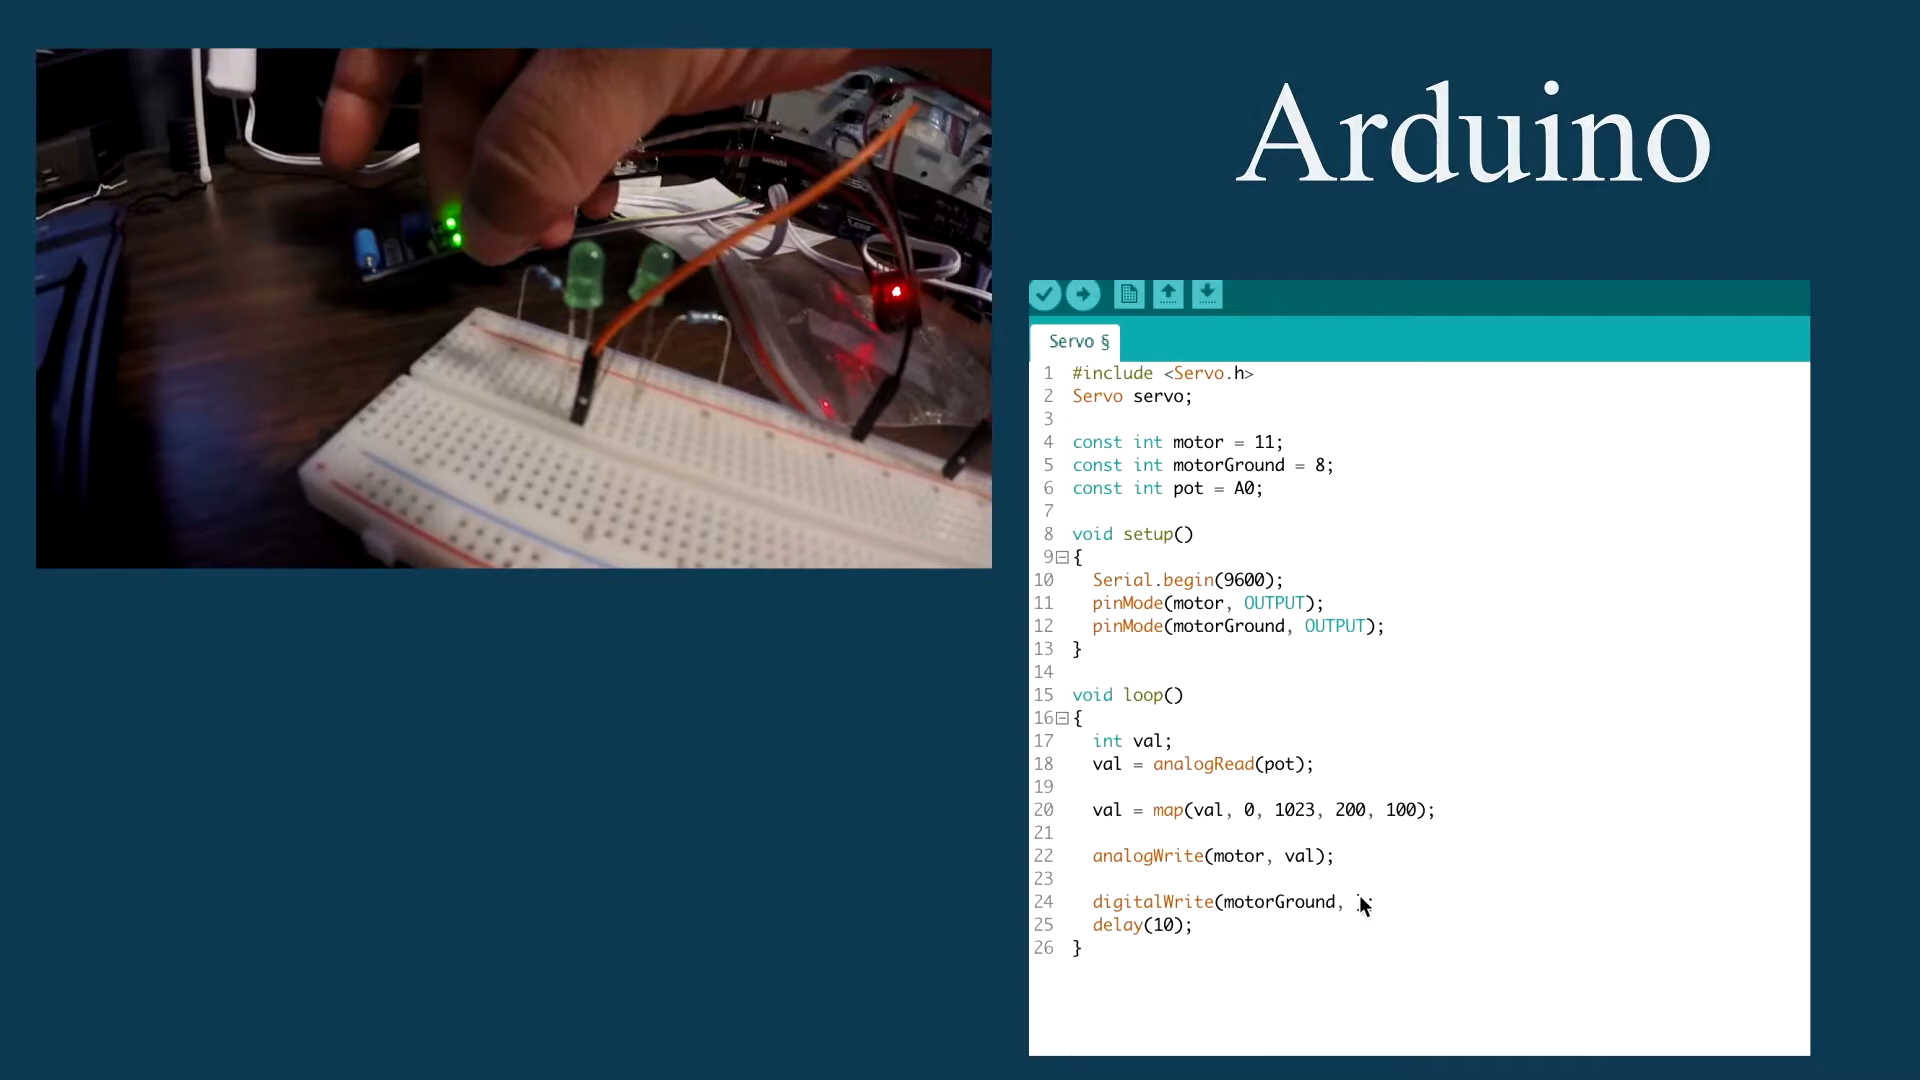 Arduino
Servo §
1 #include <Servo.h>
2 Servo servo;
3
4 const int motor = 11;
5 const int motorGround = 8;
6 const int pot = A0;
7
8 void setup()
9 {
10 Serial.begin(9600);
11 pinMode(motor, OUTPUT);
12 pinMode(motorGround, OUTPUT);
13 }
14
15 void loop()
16 {
17 int val;
18 val = analogRead(pot);
19
20 val = map(val, 0, 1023, 200, 100);
21
22 analogWrite(motor, val);
23
24 digitalWrite(motorGround,
25 delay(10);
26 }